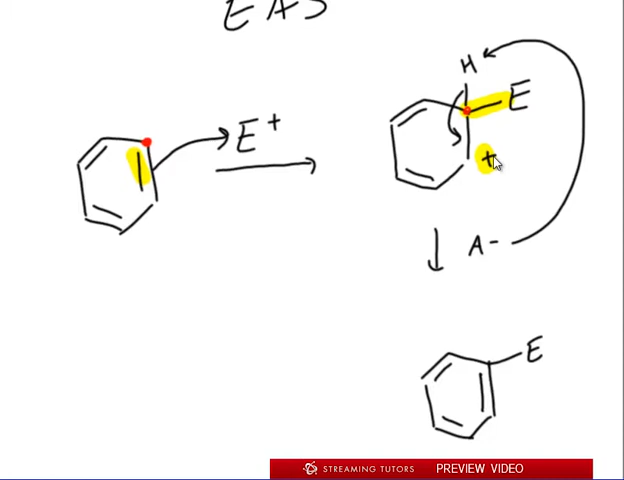 EAS
H
E
E+
+
A-
E
STREAMING TUTORS PREVIEW VIDEO